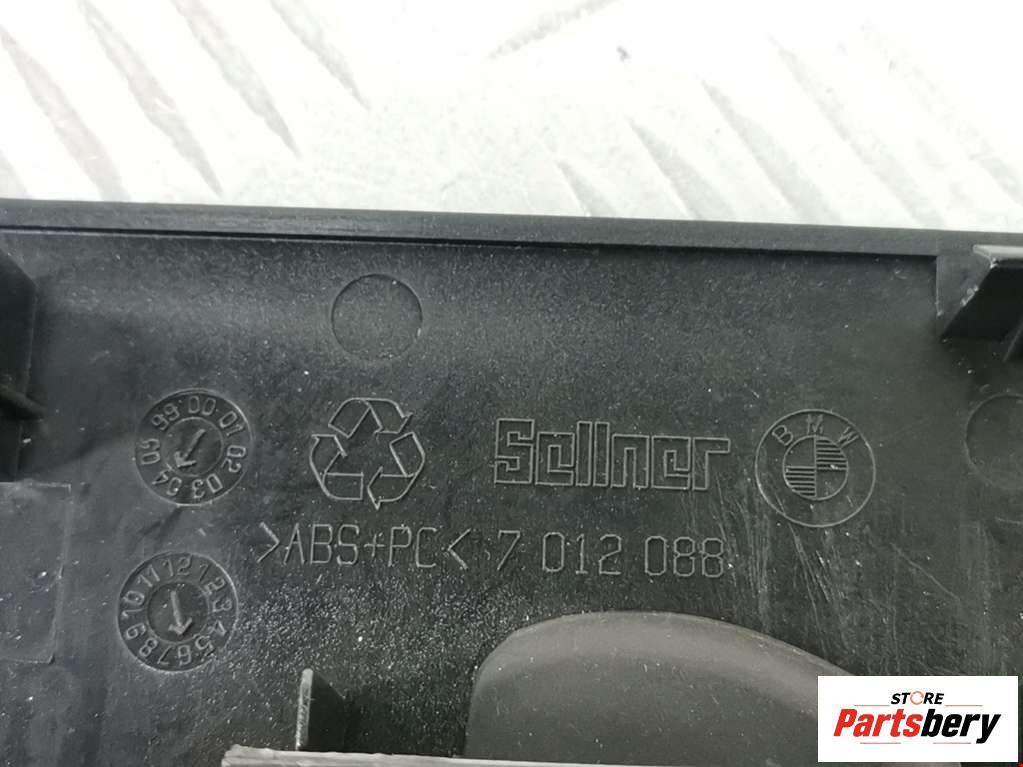 99 00 01 02 03 04 05
Sellner
BMW
>ABS+PC< 7 012 088
1 2 3 4 5 6 7 8 9 10 11 12
STORE
Partsbery